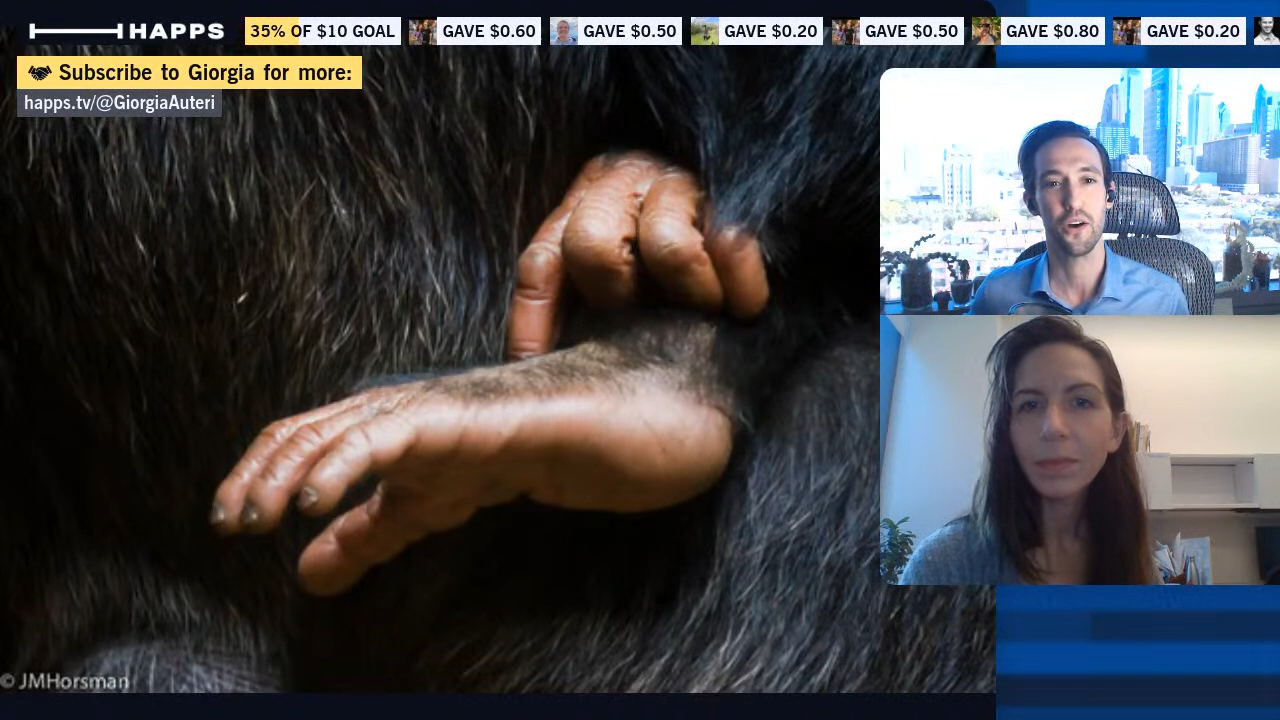 HAPPS
35% OF $10 GOAL
GAVE $0.60
GAVE $0.50
GAVE $0.20
GAVE $0.50
GAVE $0.80
GAVE $0.20
Subscribe to Giorgia for more:
happs.tv/@GiorgiaAuteri
© JMHorsman